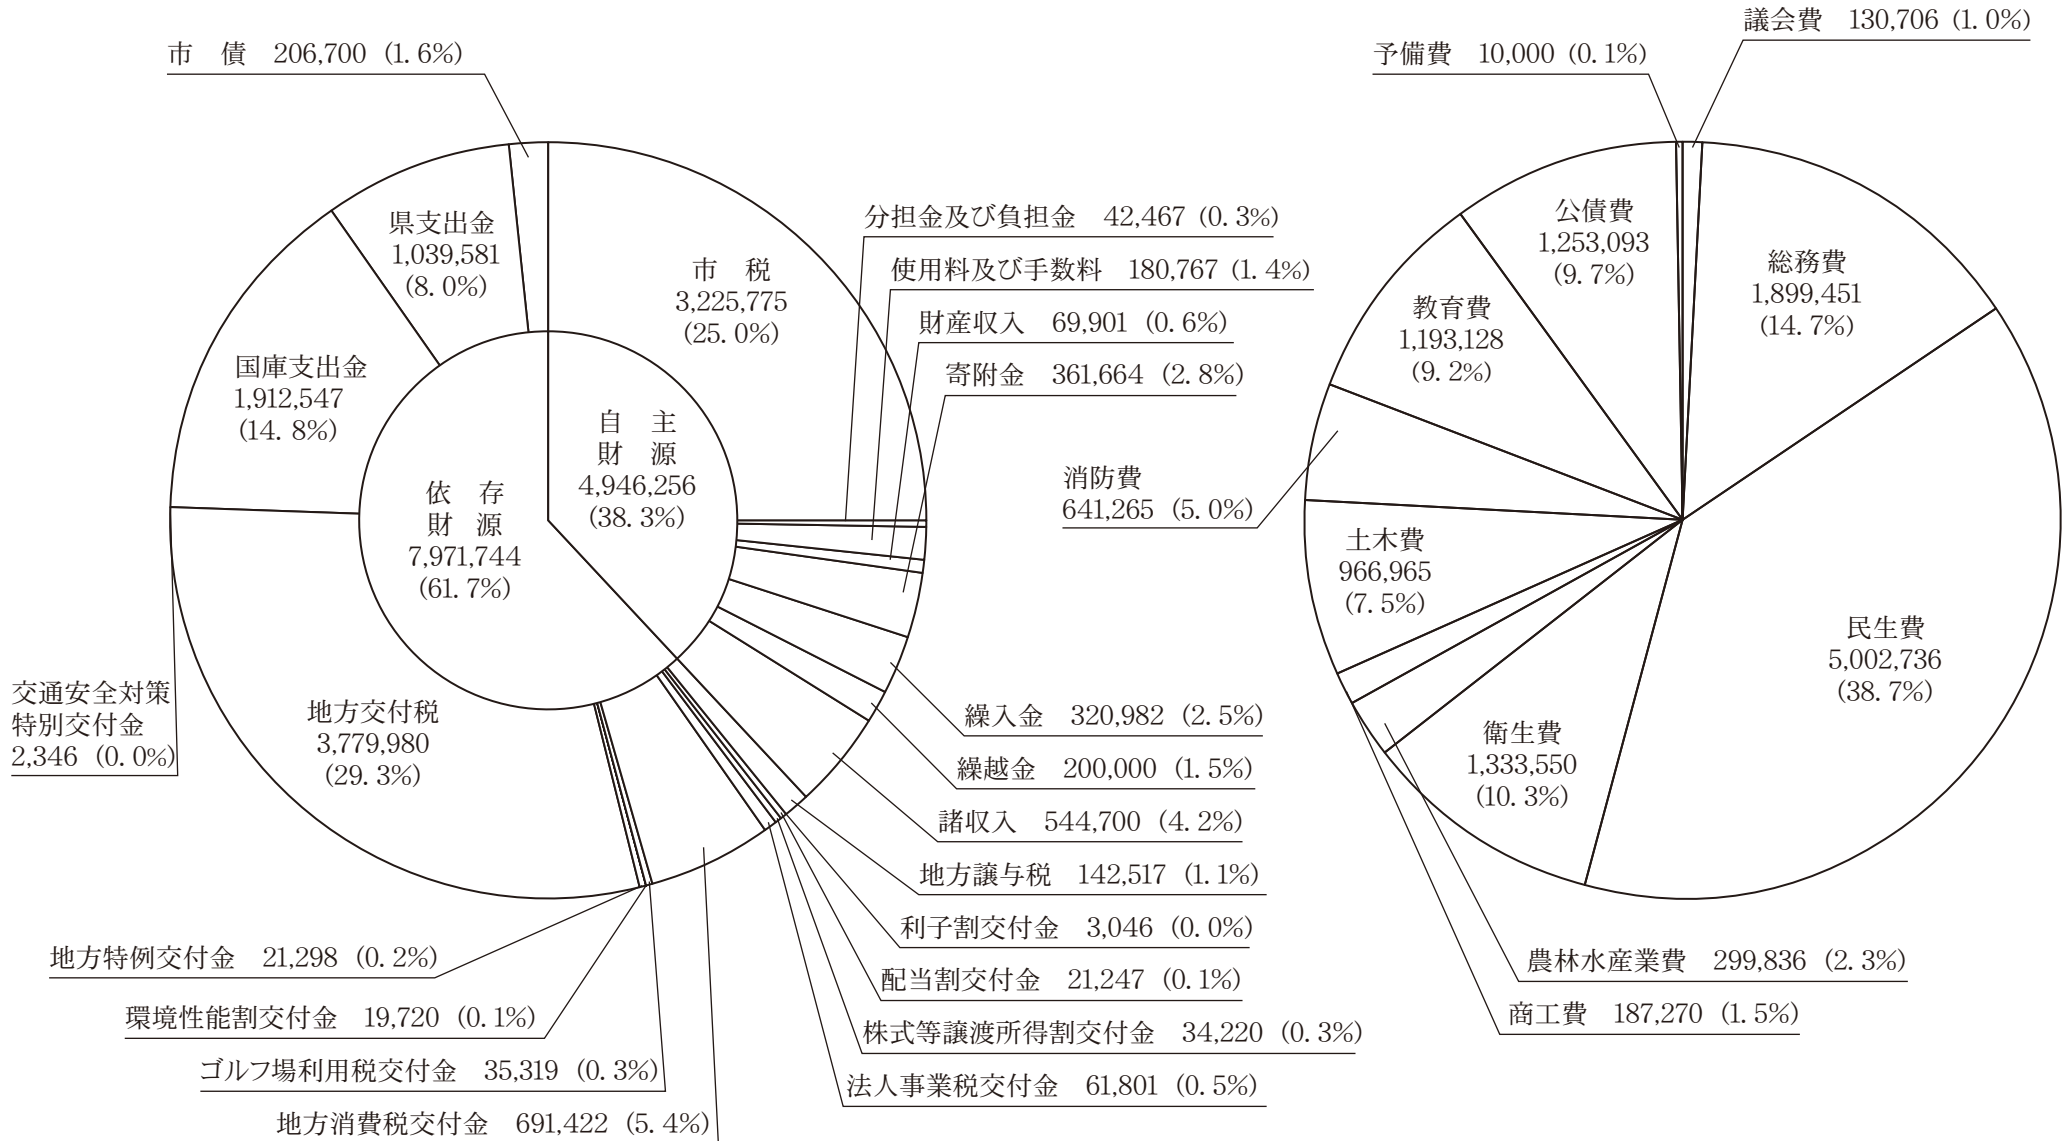 市　債　206,700 (1.6%)
県支出金
1,039,581
(8.0%)
国庫支出金
1,912,547
(14.8%)
市　税
3,225,775
(25.0%)
自　主
財　源
4,946,256
(38.3%)
依　存
財　源
7,971,744
(61.7%)
分担金及び負担金　42,467 (0.3%)
使用料及び手数料　180,767 (1.4%)
財産収入　69,901 (0.6%)
寄附金　361,664 (2.8%)
繰入金　320,982 (2.5%)
繰越金　200,000 (1.5%)
諸収入　544,700 (4.2%)
地方譲与税　142,517 (1.1%)
利子割交付金　3,046 (0.0%)
配当割交付金　21,247 (0.1%)
株式等譲渡所得割交付金　34,220 (0.3%)
法人事業税交付金　61,801 (0.5%)
地方消費税交付金　691,422 (5.4%)
ゴルフ場利用税交付金　35,319 (0.3%)
環境性能割交付金　19,720 (0.1%)
地方特例交付金　21,298 (0.2%)
地方交付税
3,779,980
(29.3%)
交通安全対策
特別交付金
2,346 (0.0%)
予備費　10,000 (0.1%)
議会費　130,706 (1.0%)
総務費
1,899,451
(14.7%)
民生費
5,002,736
(38.7%)
衛生費
1,333,550
(10.3%)
農林水産業費　299,836 (2.3%)
商工費　187,270 (1.5%)
土木費
966,965
(7.5%)
消防費
641,265 (5.0%)
教育費
1,193,128
(9.2%)
公債費
1,253,093
(9.7%)